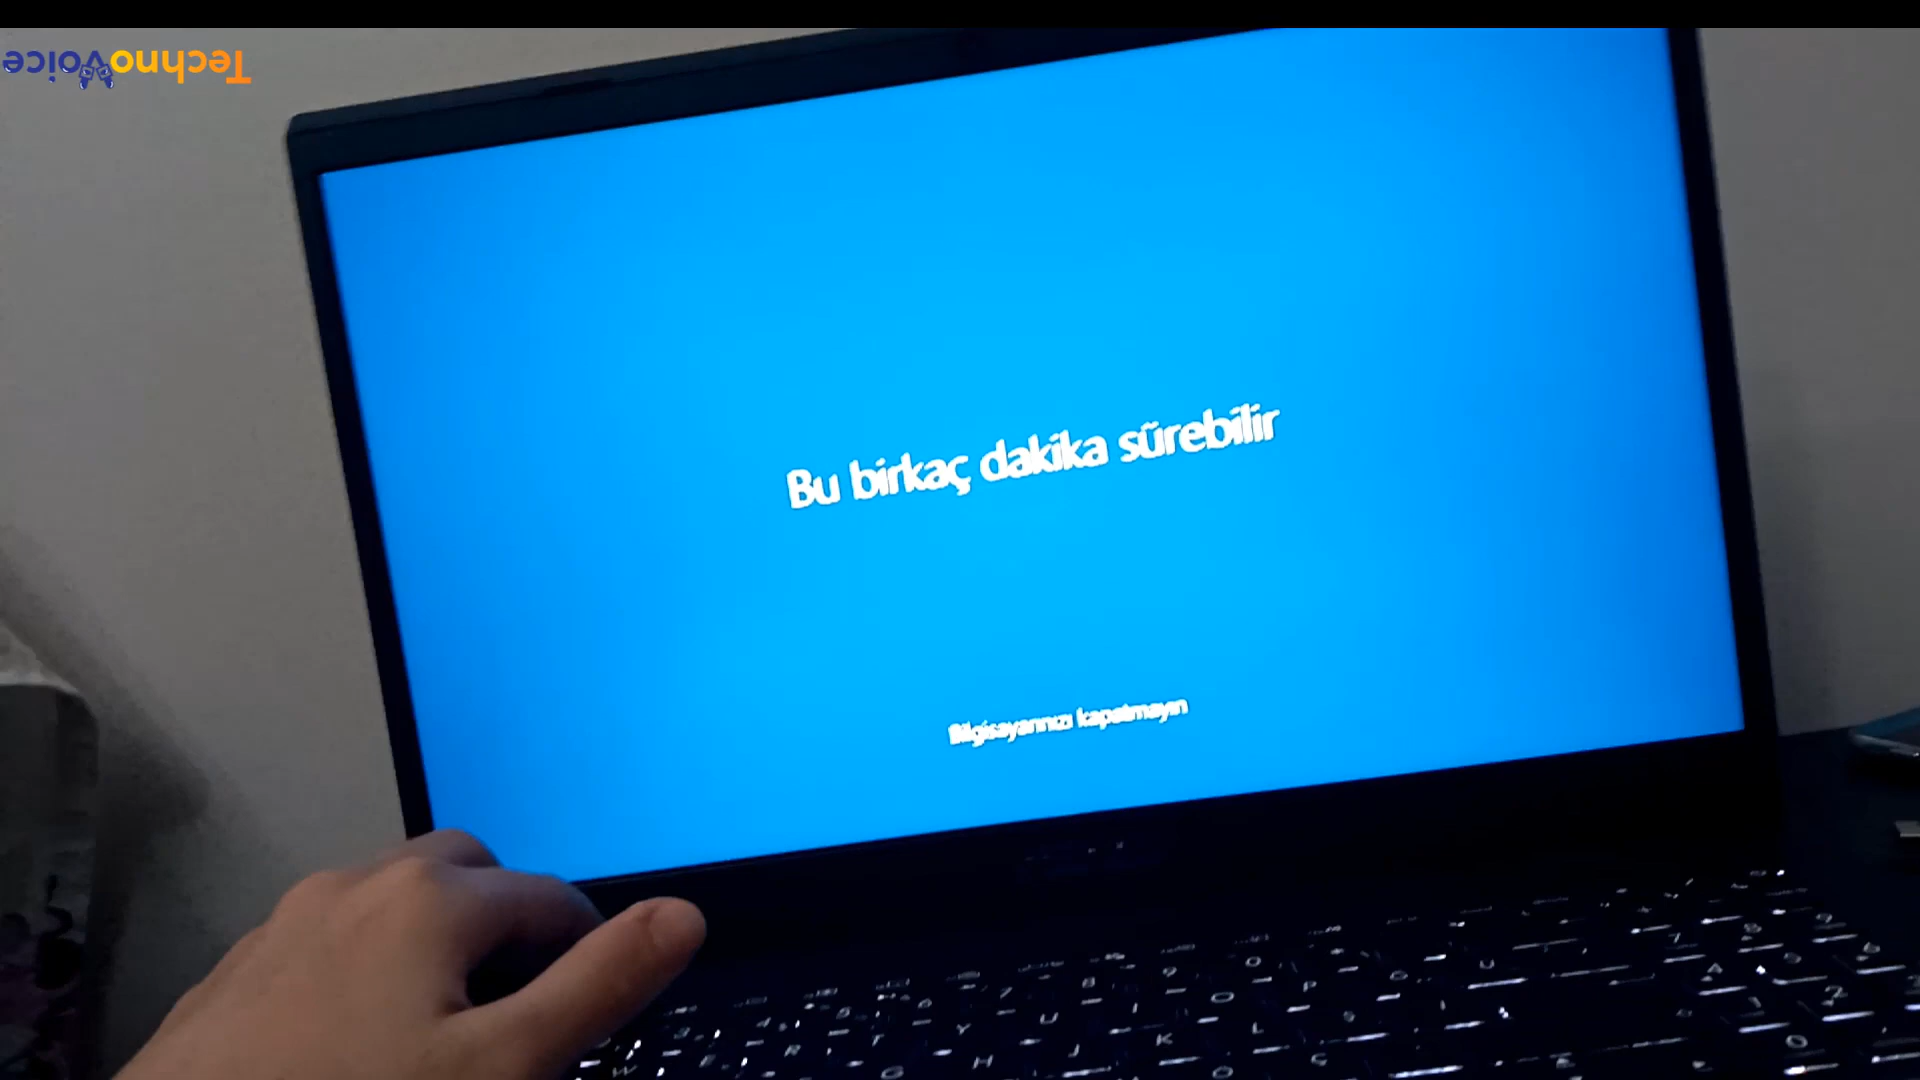 TechnoVoice
Bu birkaç dakika sürebilir
Bilgisayarınızı kapatmayın